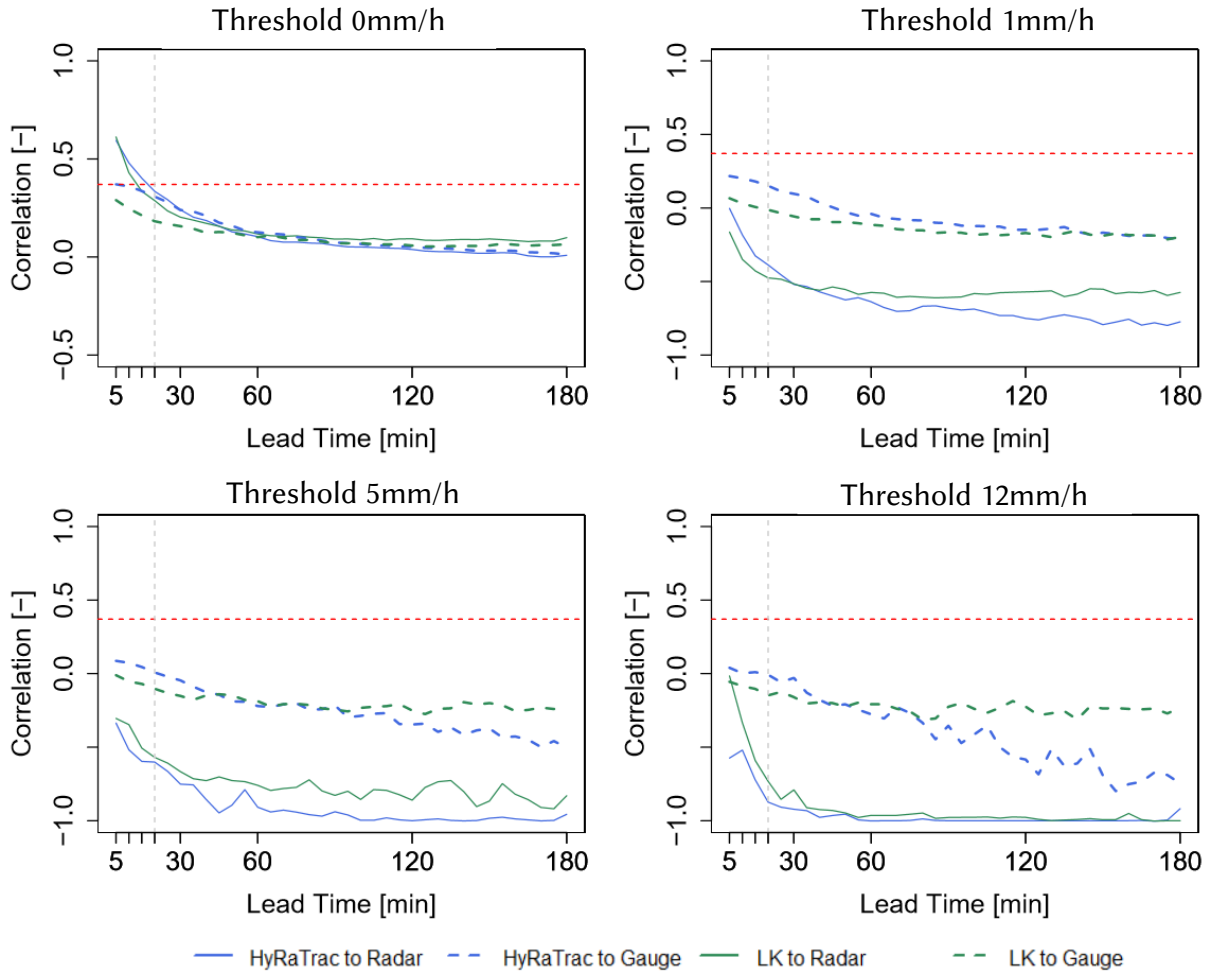 Threshold 0mm/h
Threshold 1mm/h
1.0
0.5
0.0
−0.5
Correlation [−]
5 30 60 120 180
Lead Time [min]
1.0
0.5
0.0
−1.0
Correlation [−]
5 30 60 120 180
Lead Time [min]
Threshold 5mm/h
Threshold 12mm/h
1.0
0.5
0.0
−1.0
Correlation [−]
5 30 60 120 180
Lead Time [min]
1.0
0.5
0.0
−1.0
Correlation [−]
5 30 60 120 180
Lead Time [min]
HyRaTrac to Radar HyRaTrac to Gauge LK to Radar LK to Gauge